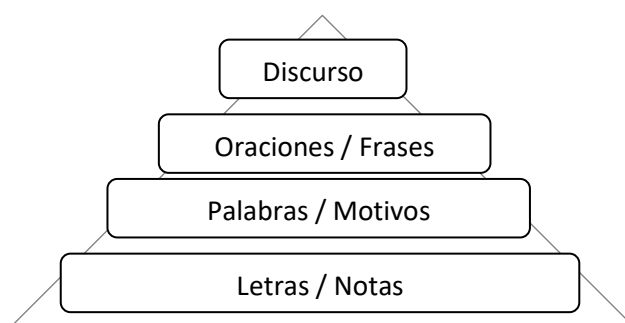 Discurso
Oraciones / Frases
Palabras / Motivos
Letras / Notas